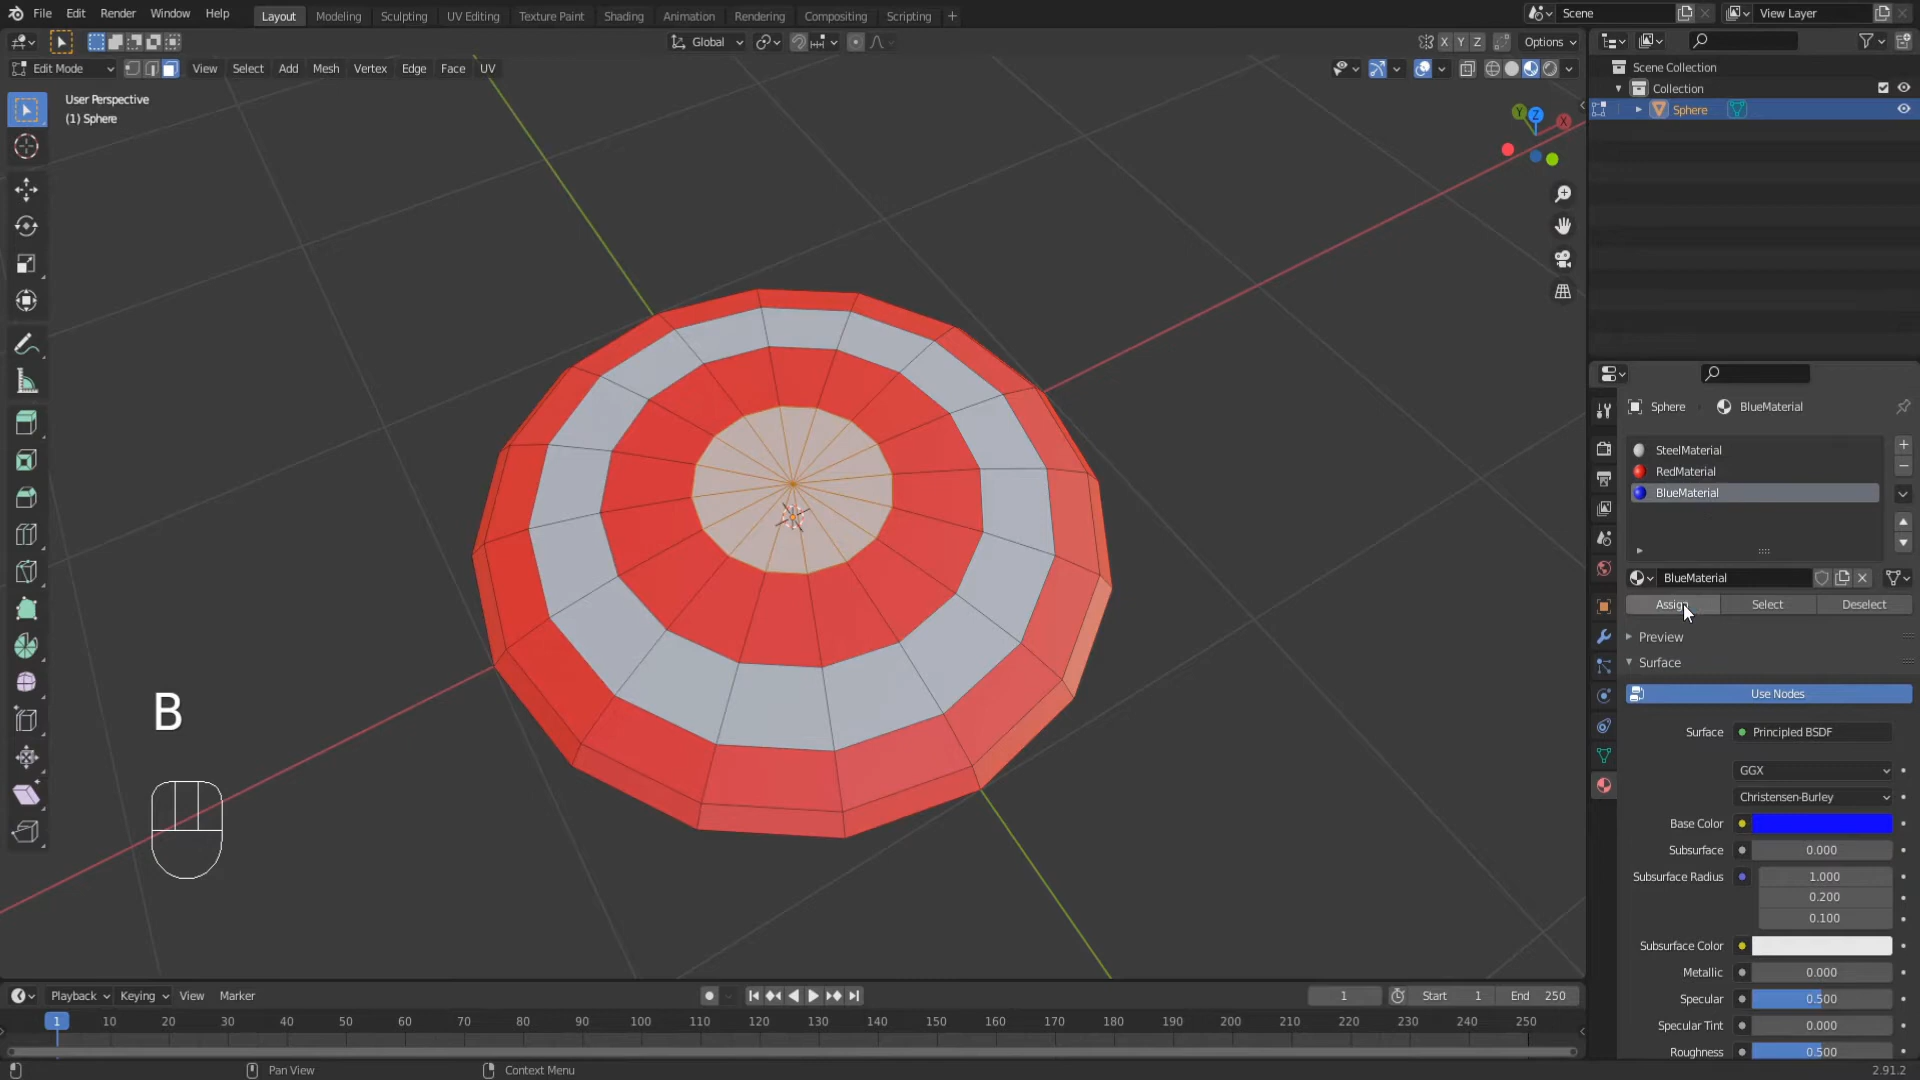 File Edit Render Window Help Layout Modeling Sculpting UV Editing Texture Paint Shading Animation Rendering Compositing Scripting + Scene View Layer
Global X Y Z Options
Edit Mode View Select Add Mesh Vertex Edge Face UV
User Perspective
(1) Sphere
Scene Collection
Collection
Sphere
Y Z X
Sphere BlueMaterial
SteelMaterial
RedMaterial
BlueMaterial
BlueMaterial
Assign Select Deselect
Preview
Surface
Use Nodes
Surface Principled BSDF
GGX
Christensen-Burley
Base Color
Subsurface 0.000
Subsurface Radius 1.000
0.200
0.100
Subsurface Color
Metallic 0.000
Specular 0.500
Specular Tint 0.000
Roughness 0.500
B
Playback Keying View Marker 1 Start 1 End 250
1 10 20 30 40 50 60 70 80 90 100 110 120 130 140 150 160 170 180 190 200 210 220 230 240 250
Pan View Context Menu 2.91.2